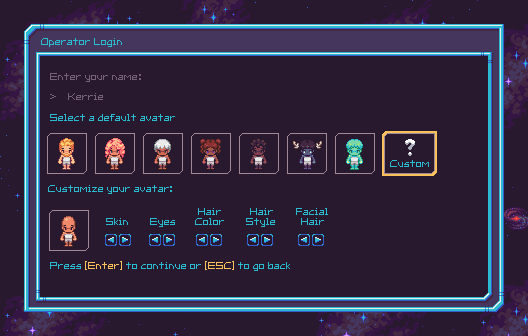 Operator Login
Enter your name:
> Kerrie
Select a default avatar
?
Custom
Customize your avatar:
Skin Eyes Hair Color Hair Style Facial Hair
Press [Enter] to continue or [ESC] to go back